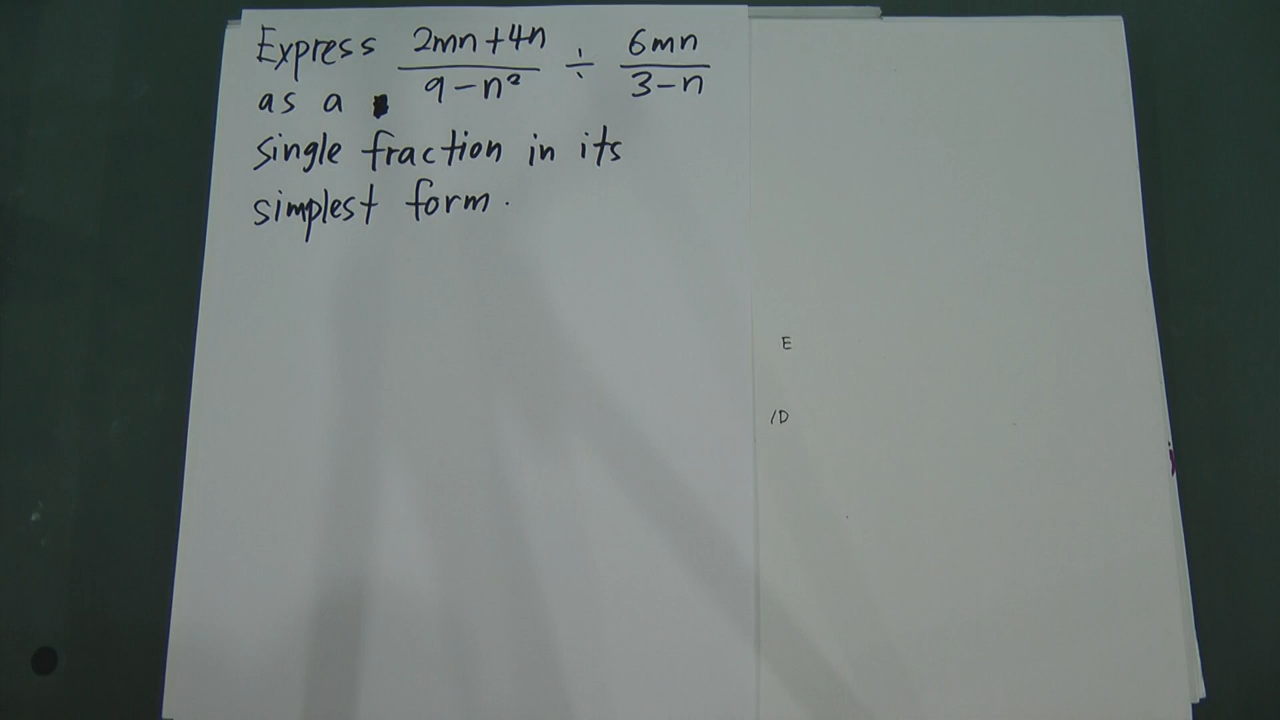 Express (2mn+4n)/(9-n²) ÷ (6mn)/(3-n)
as a
single fraction in its
simplest form.
E
/D